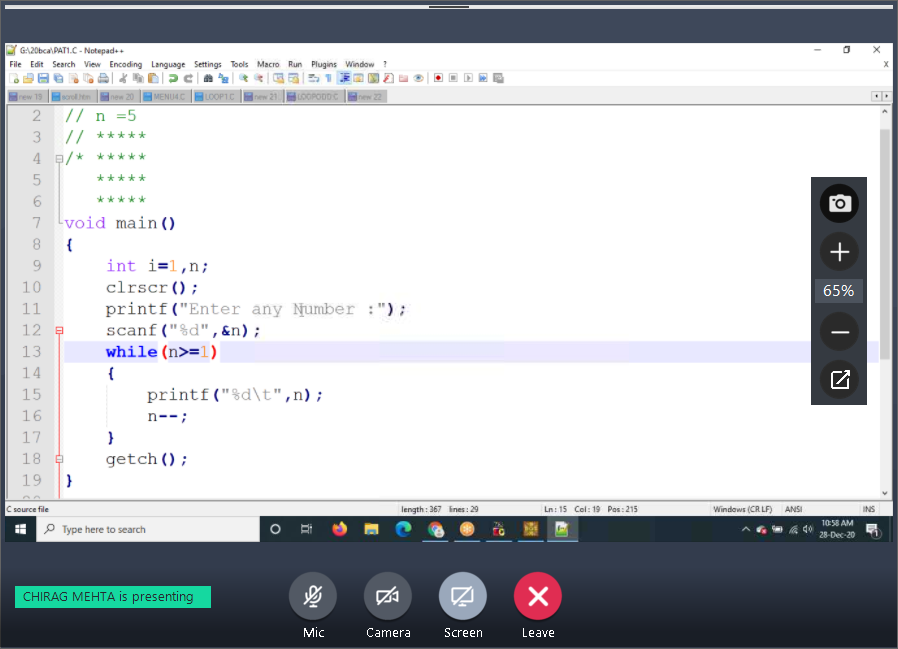 G:\20bca\PAT1.C - Notepad++
File Edit Search View Encoding Language Settings Tools Macro Run Plugins Window ?
X
new 19 scroll.htm new 20 MENU4.C LOOP1.C new 21 LOOPODD.C new 22
2 // n =5
3 // *****
4 /* *****
5 *****
6 *****
7 void main()
8 {
9 int i=1,n;
10 clrscr();
11 printf("Enter any Number :");
12 scanf("%d",&n);
13 while(n>=1)
14 {
15 printf("%d\t",n);
16 n--;
17 }
18 getch();
19 }
65%
C source file length : 367 lines : 29 Ln : 15 Col : 19 Pos : 215 Windows (CR LF) ANSI INS
Type here to search
10:58 AM
28-Dec-20
1
CHIRAG MEHTA is presenting
Mic Camera Screen Leave